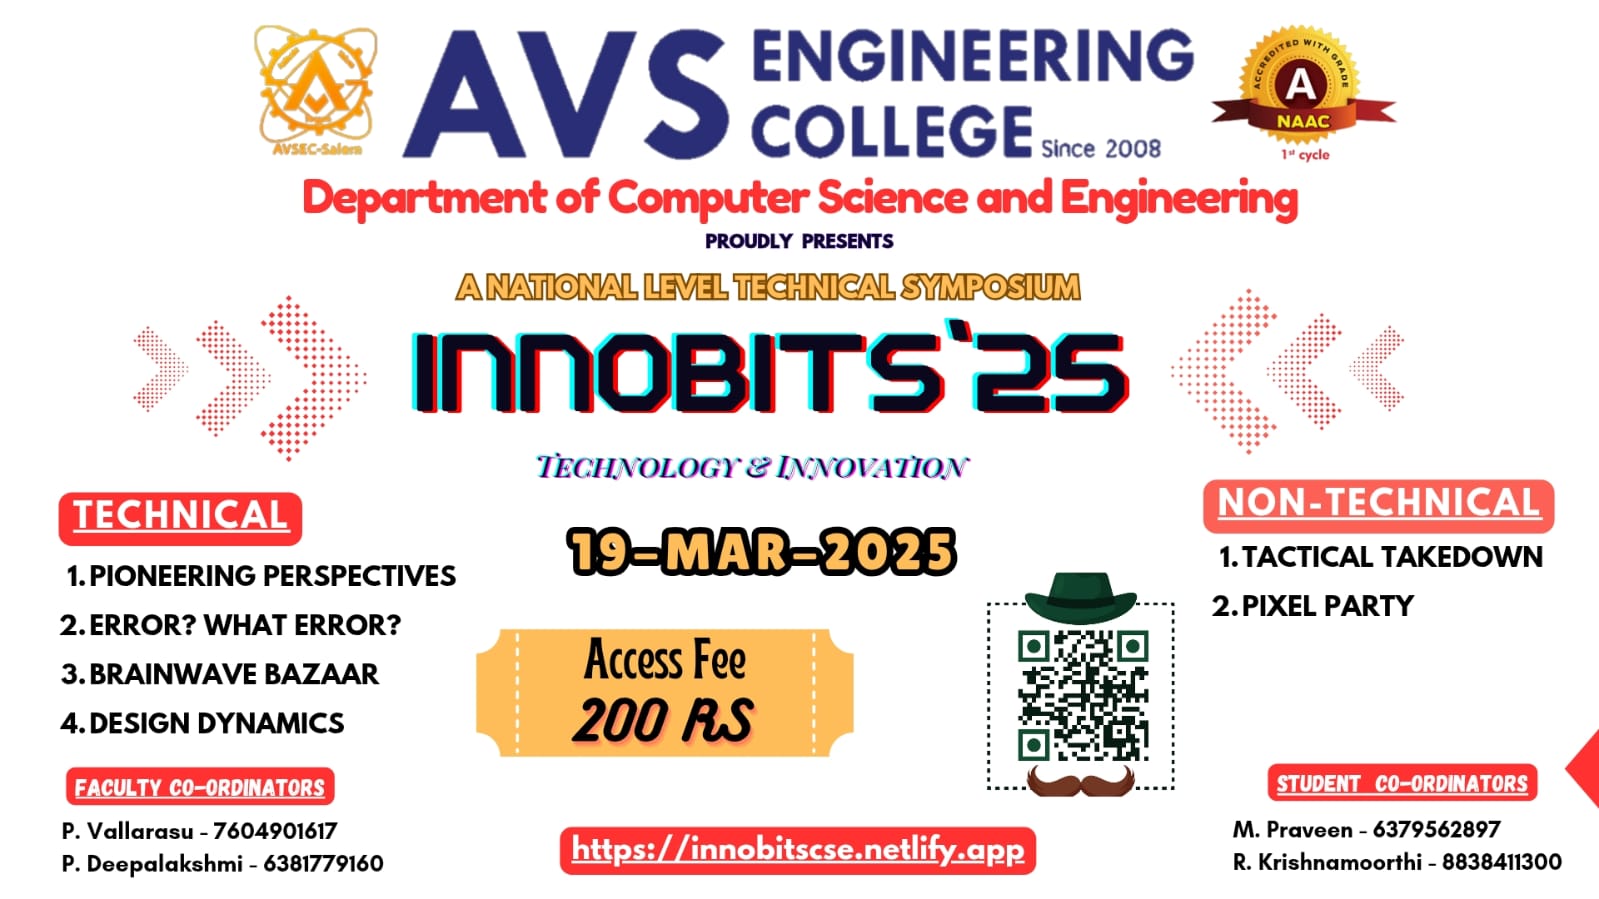 AVSEC-Salem
AVS ENGINEERING COLLEGE Since 2008
ACCREDITED WITH GRADE
A
NAAC
1st cycle
Department of Computer Science and Engineering
PROUDLY PRESENTS
A NATIONAL LEVEL TECHNICAL SYMPOSIUM
INNOBITS'25
TECHNOLOGY & INNOVATION
19-MAR-2025
TECHNICAL
1. PIONEERING PERSPECTIVES
2. ERROR? WHAT ERROR?
3. BRAINWAVE BAZAAR
4. DESIGN DYNAMICS
Access Fee
200 RS
NON-TECHNICAL
1. TACTICAL TAKEDOWN
2. PIXEL PARTY
FACULTY CO-ORDINATORS
P. Vallarasu - 7604901617
P. Deepalakshmi - 6381779160
https://innobitscse.netlify.app
STUDENT CO-ORDINATORS
M. Praveen - 6379562897
R. Krishnamoorthi - 8838411300